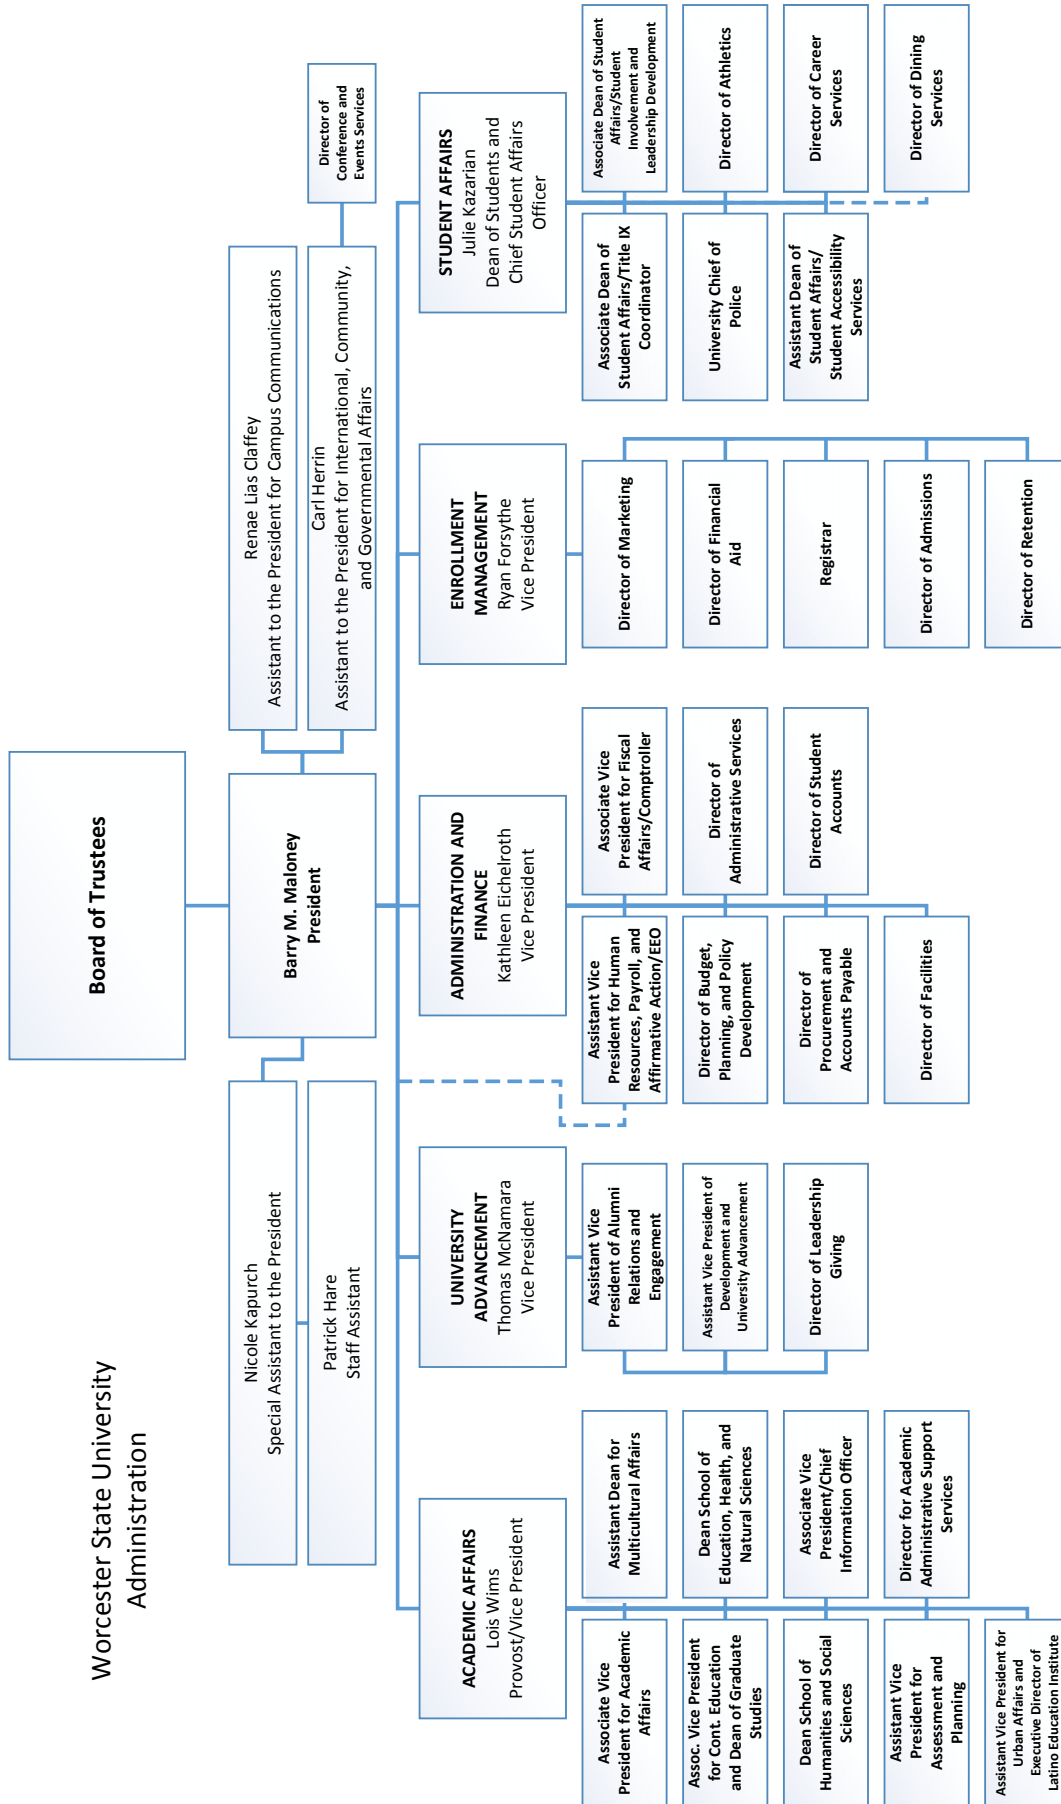 Worcester State University
Administration
Board of Trustees
Barry M. Maloney
President
Nicole Kapurch
Special Assistant to the President
Patrick Hare
Staff Assistant
Renae Lias Claffey
Assistant to the President for Campus Communications
Carl Herrin
Assistant to the President for International, Community,
and Governmental Affairs
Director of
Conference and
Events Services
ACADEMIC AFFAIRS
Lois Wims
Provost/Vice President
Associate Vice
President for Academic
Affairs
Assistant Dean for
Multicultural Affairs
Assoc. Vice President
for Cont. Education
and Dean of Graduate
Studies
Dean School of
Education, Health, and
Natural Sciences
Dean School of
Humanities and Social
Sciences
Associate Vice
President/Chief
Information Officer
Assistant Vice
President for
Assessment and
Planning
Director for Academic
Administrative Support
Services
Assistant Vice President for
Urban Affairs and
Executive Director of
Latino Education Institute
UNIVERSITY
ADVANCEMENT
Thomas McNamara
Vice President
Assistant Vice
President of Alumni
Relations and
Engagement
Assistant Vice President of
Development and
University Advancement
Director of Leadership
Giving
ADMINISTRATION AND
FINANCE
Kathleen Eichelroth
Vice President
Assistant Vice
President for Human
Resources, Payroll, and
Affirmative Action/EEO
Associate Vice
President for Fiscal
Affairs/Comptroller
Director of Budget,
Planning, and Policy
Development
Director of
Administrative Services
Director of
Procurement and
Accounts Payable
Director of Student
Accounts
Director of Facilities
ENROLLMENT
MANAGEMENT
Ryan Forsythe
Vice President
Director of Marketing
Director of Financial
Aid
Registrar
Director of Admissions
Director of Retention
STUDENT AFFAIRS
Julie Kazarian
Dean of Students and
Chief Student Affairs
Officer
Associate Dean of
Student Affairs/Title IX
Coordinator
Associate Dean of Student
Affairs/Student
Involvement and
Leadership Development
University Chief of
Police
Director of Athletics
Assistant Dean of
Student Affairs/
Student Accessibility
Services
Director of Career
Services
Director of Dining
Services